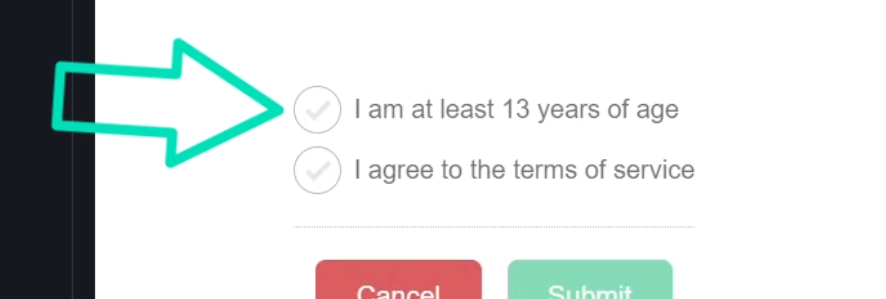 I am at least 13 years of age
I agree to the terms of service
Cancel
Submit